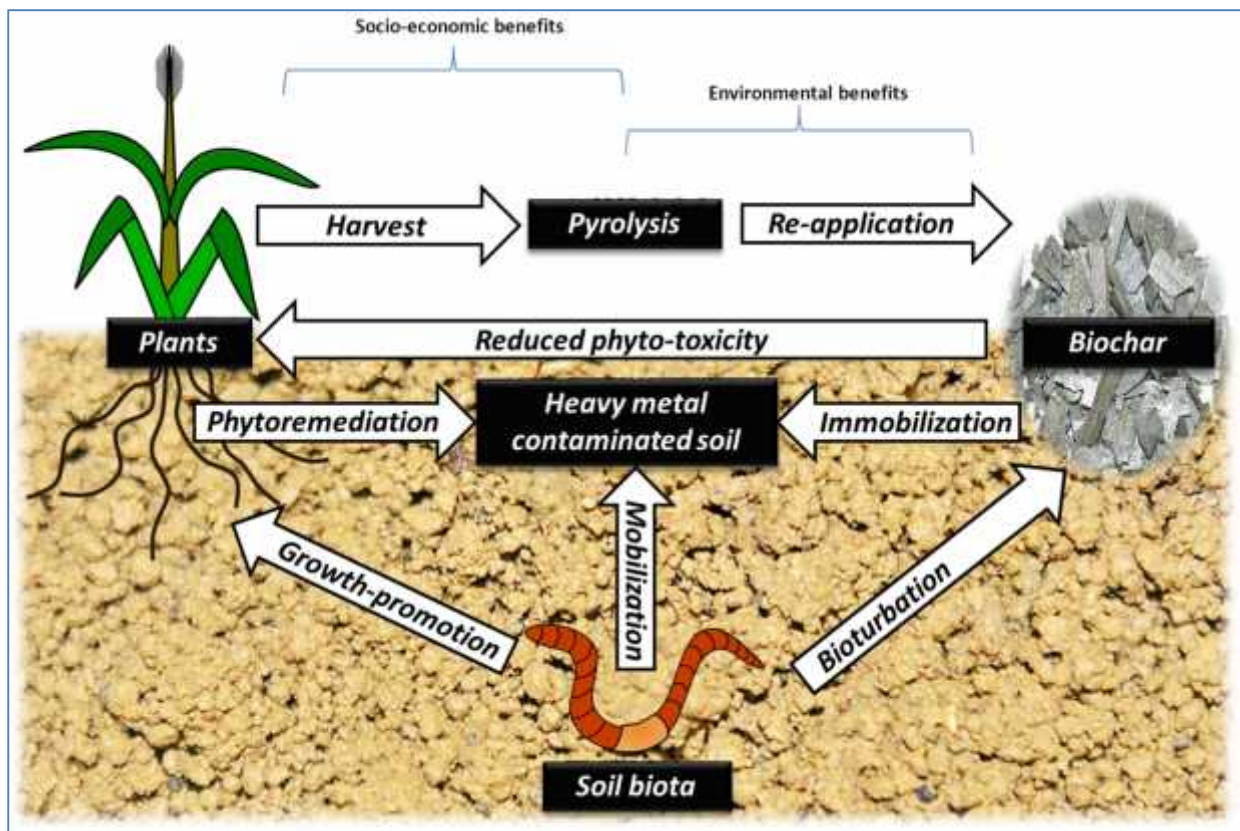 Socio-economic benefits
Environmental benefits
Harvest
Pyrolysis
Re-application
Plants
Reduced phyto-toxicity
Biochar
Phytoremediation
Heavy metal
contaminated soil
Immobilization
Growth-promotion
Mobilization
Bioturbation
Soil biota